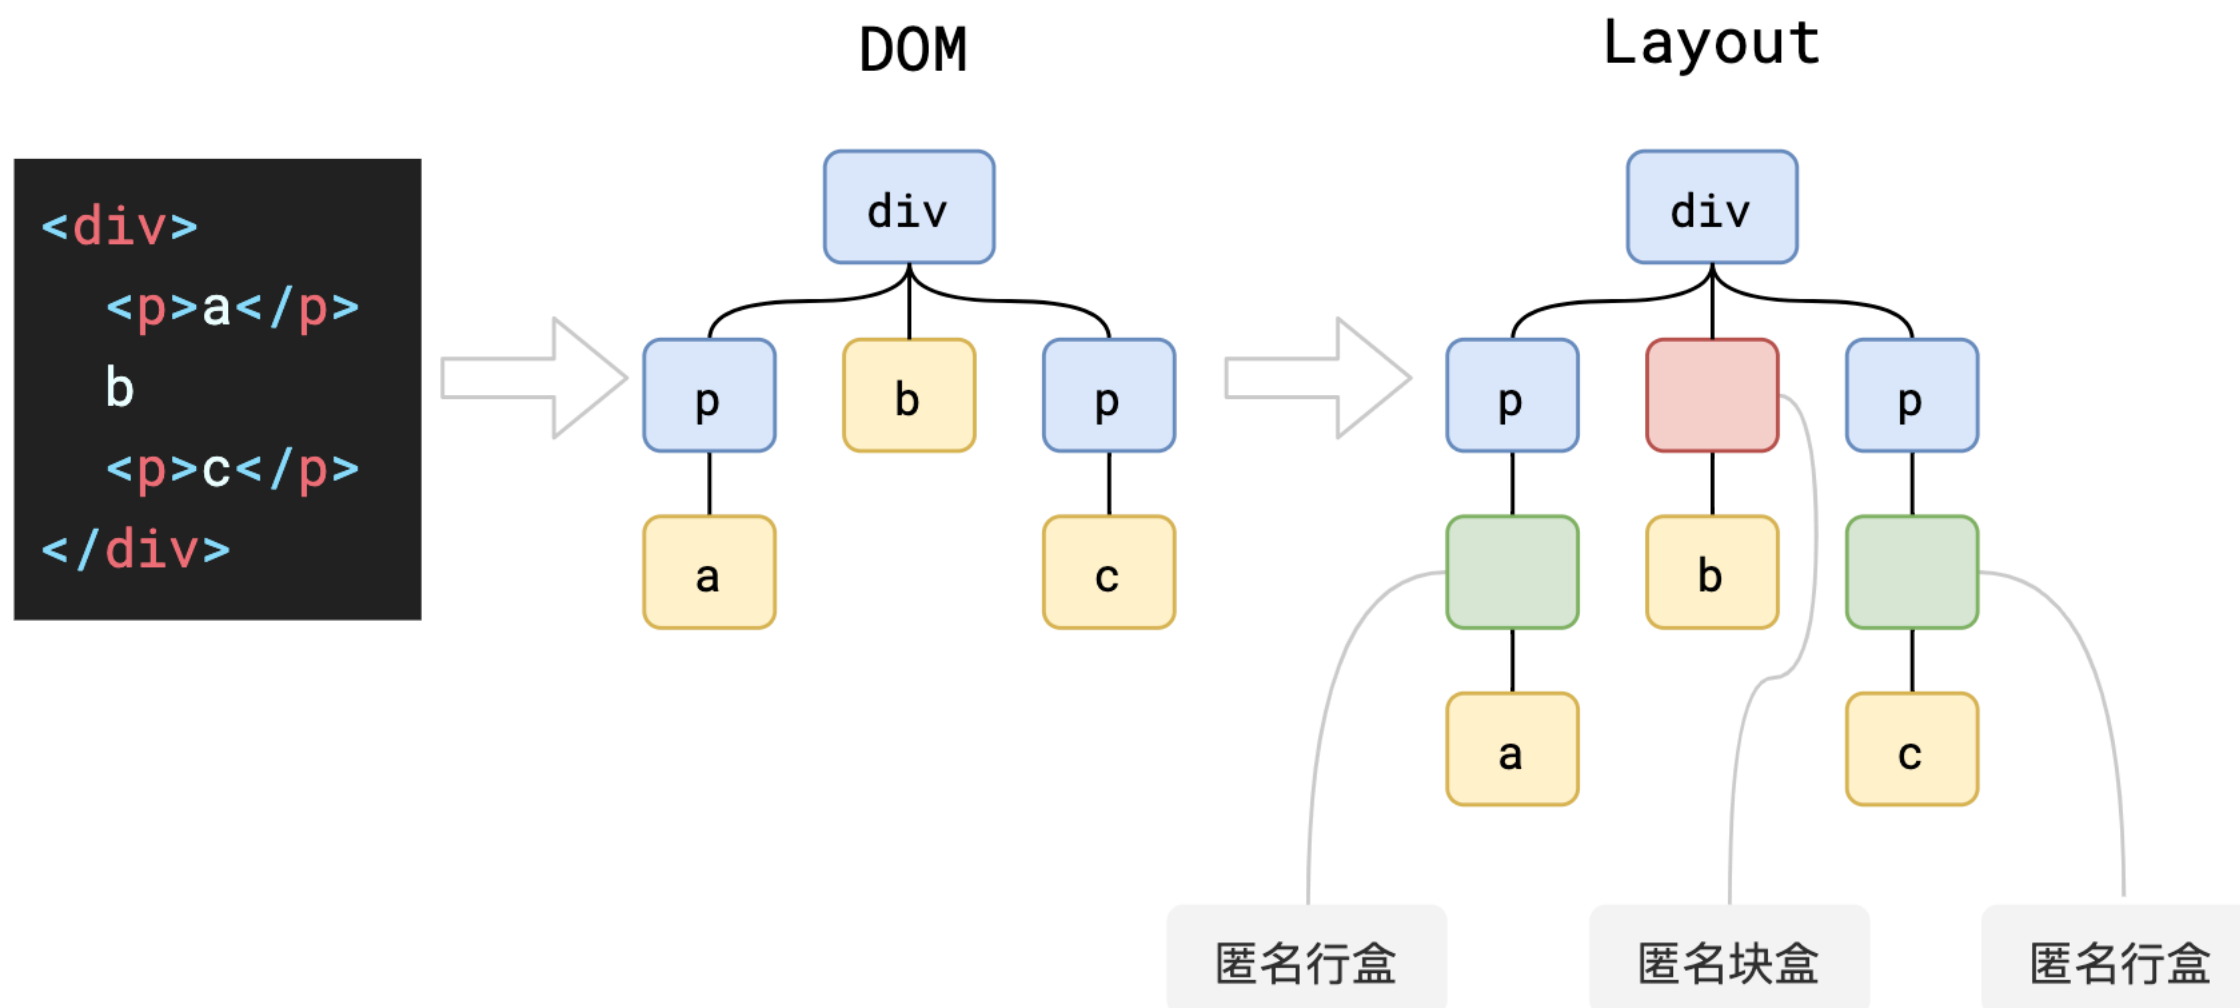 DOM
Layout
<div>
<p>a</p>
b
<p>c</p>
</div>
div
p
b
p
a
c
div
p
p
b
a
c
匿名行盒
匿名块盒
匿名行盒